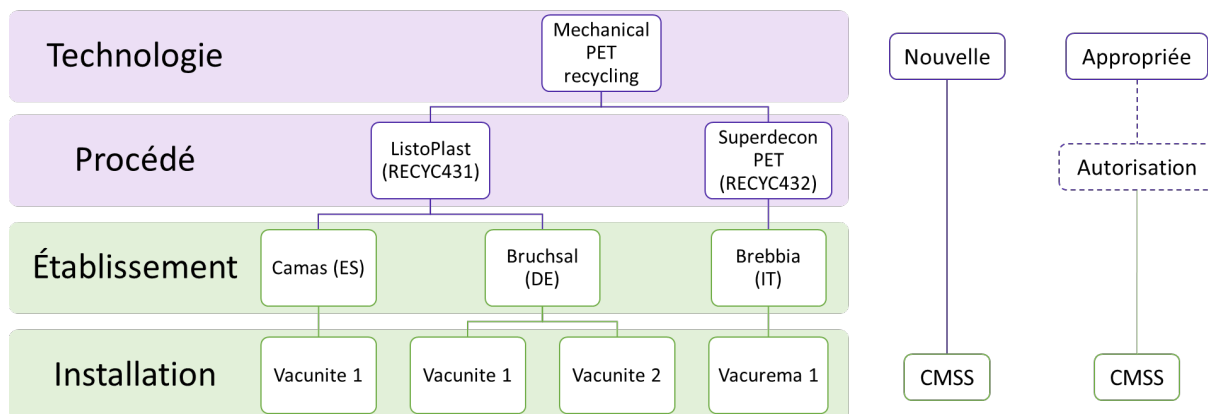 Technologie
Mechanical
PET
recycling
Nouvelle
Appropriée
Procédé
ListoPlast
(RECYC431)
Superdecon
PET
(RECYC432)
Autorisation
Établissement
Camas (ES)
Bruchsal
(DE)
Brebbia
(IT)
Installation
Vacunite 1
Vacunite 1
Vacunite 2
Vacurema 1
CMSS
CMSS